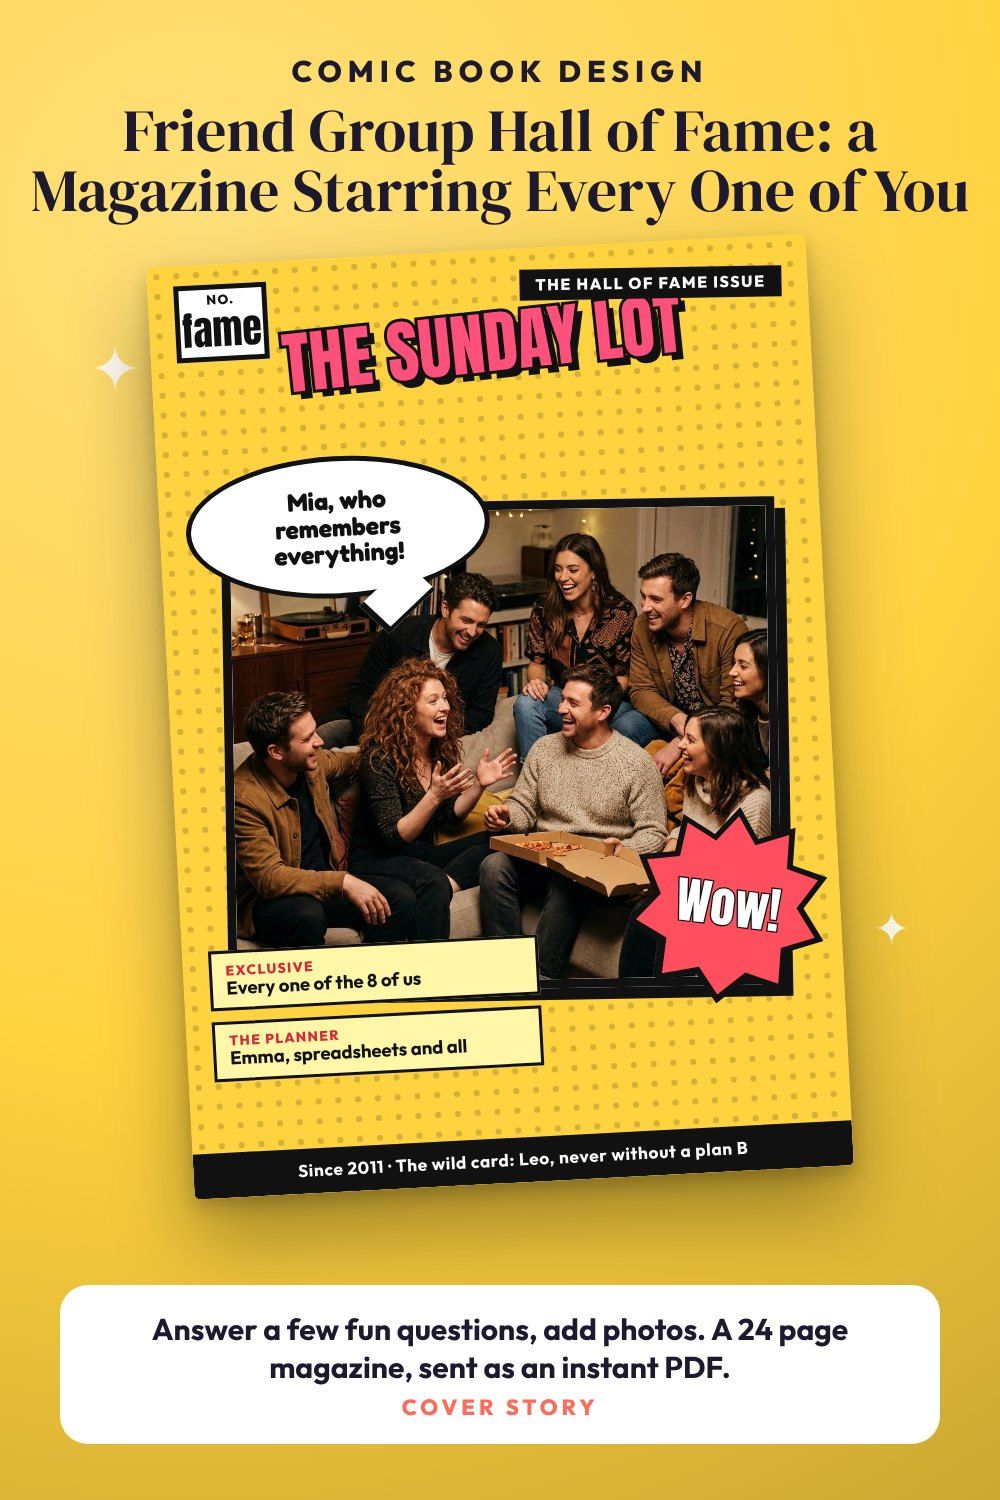 COMIC BOOK DESIGN
Friend Group Hall of Fame: a
Magazine Starring Every One of You
THE HALL OF FAME ISSUE
NO.
fame
THE SUNDAY LOT
Mia, who
remembers
everything!
Wow!
EXCLUSIVE
Every one of the 8 of us
THE PLANNER
Emma, spreadsheets and all
Since 2011 · The wild card: Leo, never without a plan B
Answer a few fun questions, add photos. A 24 page
magazine, sent as an instant PDF.
COVER STORY